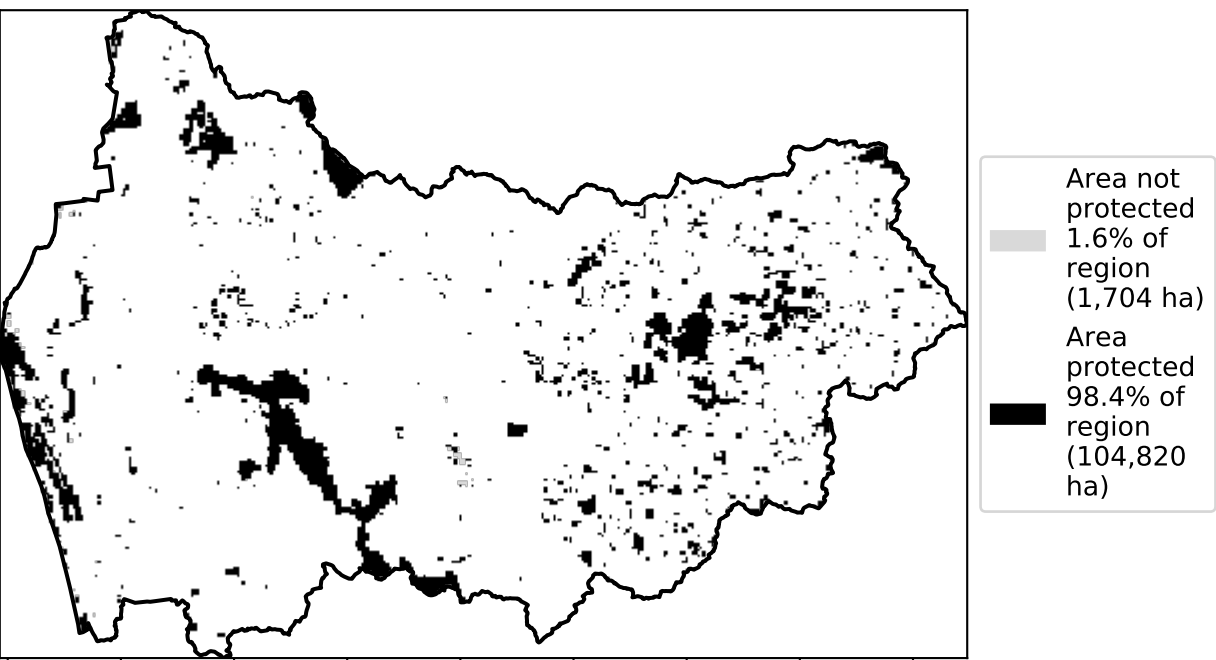 Area not
protected
1.6% of
region
(1,704 ha)
Area
protected
98.4% of
region
(104,820
ha)